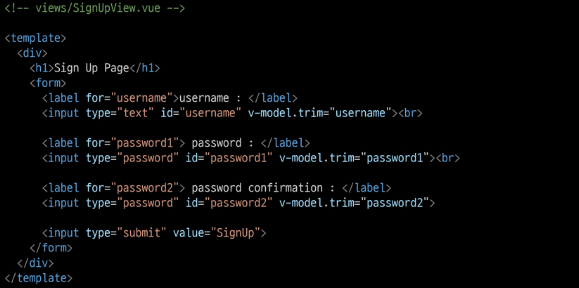 <!-- views/SignUpView.vue -->
<template>
<div>
<h1>Sign Up Page</h1>
<form>
<label for="username">username : </label>
<input type="text" id="username" v-model.trim="username"><br>
<label for="password1"> password : </label>
<input type="password" id="password1" v-model.trim="password1"><br>
<label for="password2"> password confirmation : </label>
<input type="password" id="password2" v-model.trim="password2">
<input type="submit" value="SignUp">
</form>
</div>
</template>